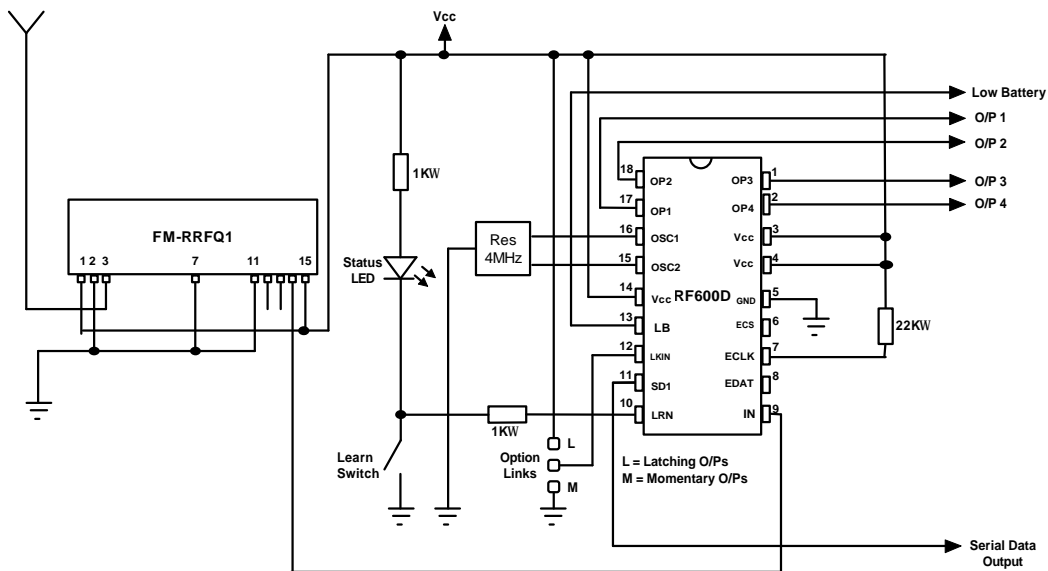 Vcc
Low Battery
O/P 1
O/P 2
O/P 3
O/P 4
1KW
FM-RRFQ1
1 2 3 7 11 15
Status
LED
Res
4MHz
18 OP2
17 OP1
16 OSC1
15 OSC2
14 Vcc
13 LB
12 LKIN
11 SD1
10 LRN
RF600D
OP3 1
OP4 2
Vcc 3
Vcc 4
GND 5
ECS 6
ECLK 7
EDAT 8
IN 9
22KW
1KW
Learn
Switch
Option
Links
L
M
L = Latching O/Ps
M = Momentary O/Ps
Serial Data
Output